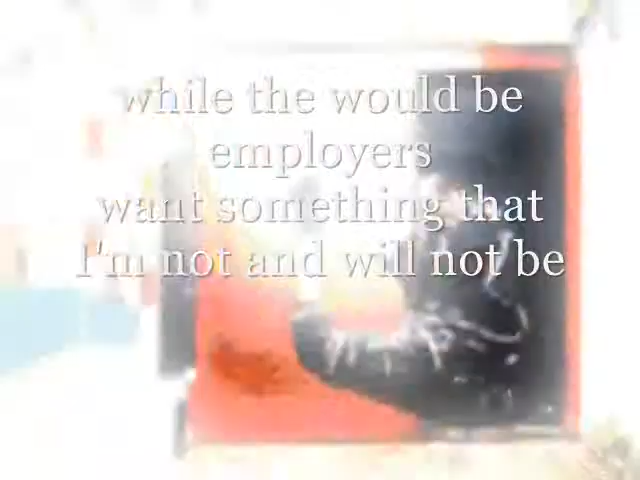 while the would be
employers
want something that
I'm not and will not be